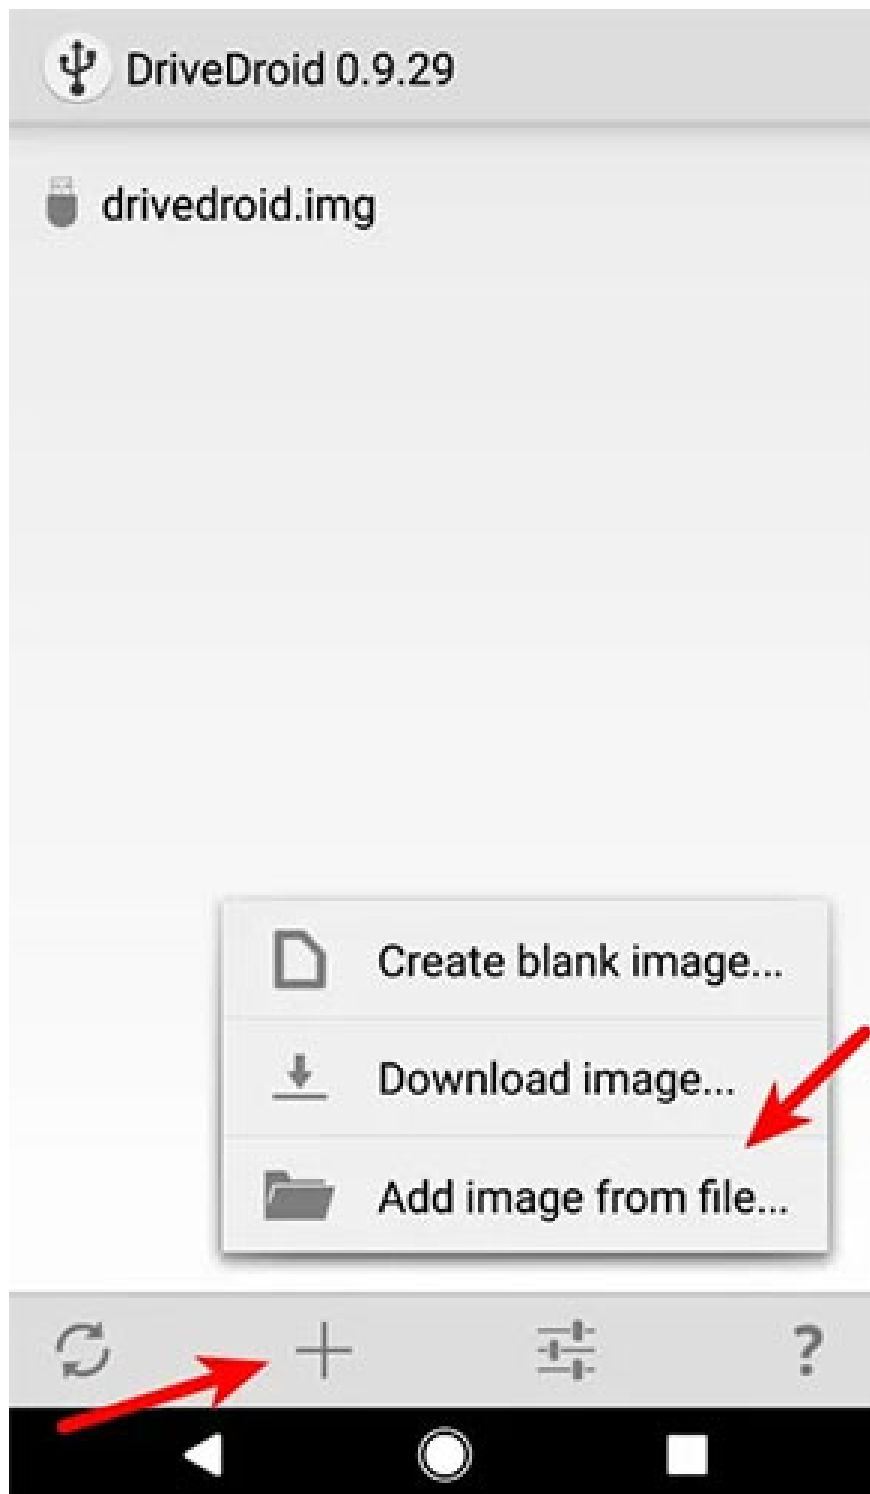 DriveDroid 0.9.29
drivedroid.img
Create blank image...
Download image...
Add image from file...
?